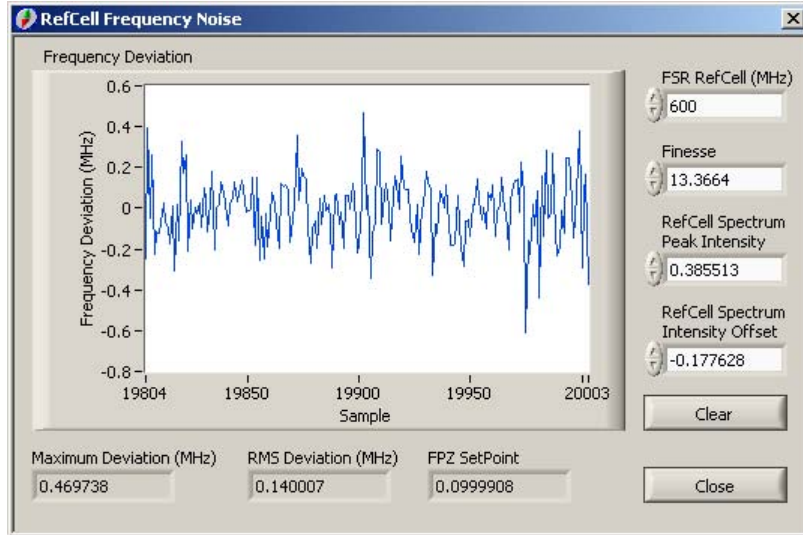 RefCell Frequency Noise
Frequency Deviation
Frequency Deviation (MHz)
0.6
0.4
0.2
0
-0.2
-0.4
-0.6
-0.8
19804
19850
19900
19950
20003
Sample
FSR RefCell (MHz)
600
Finesse
13.3664
RefCell Spectrum
Peak Intensity
0.385513
RefCell Spectrum
Intensity Offset
-0.177628
Clear
Maximum Deviation (MHz)
0.469738
RMS Deviation (MHz)
0.140007
FPZ SetPoint
0.0999908
Close